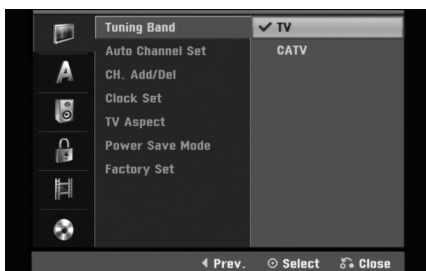 Tuning Band
Auto Channel Set
CH. Add/Del
Clock Set
TV Aspect
Power Save Mode
Factory Set
✔ TV
CATV
A
◀ Prev. ⊙ Select Close